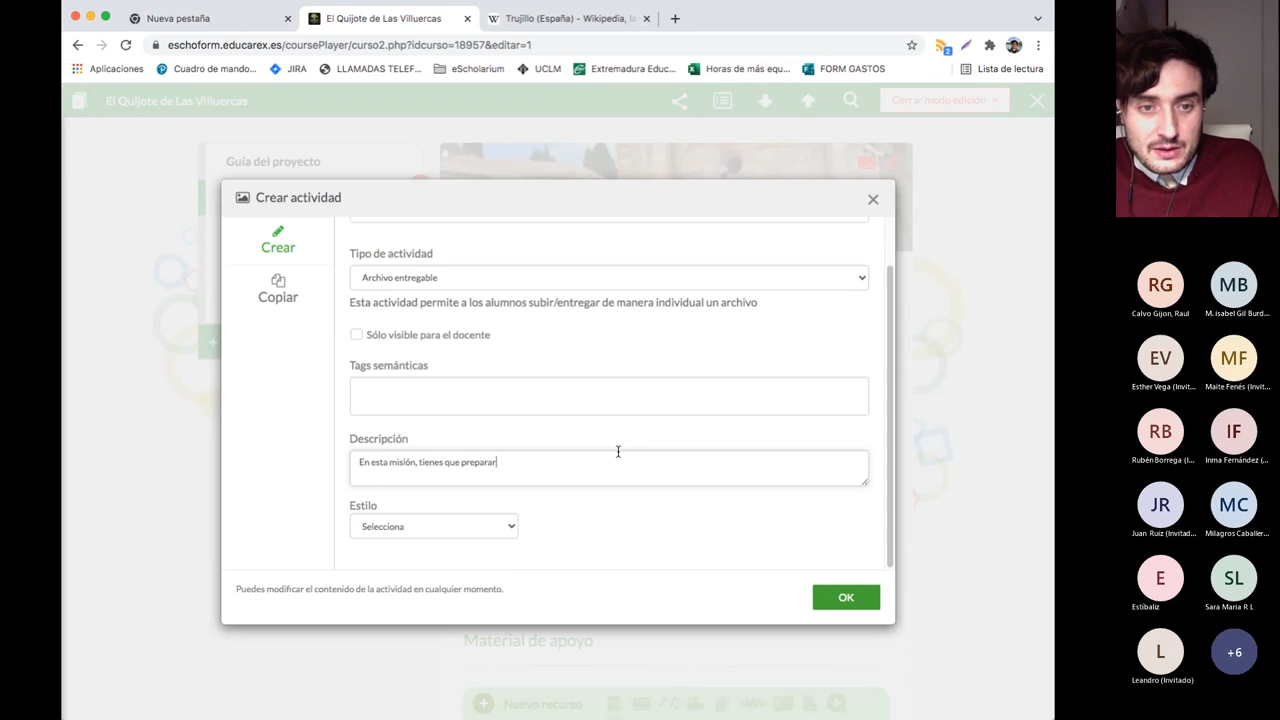 Nueva pestaña
El Quijote de Las Villuercas
Trujillo (España) – Wikipedia, la
eschoform.educarex.es/coursePlayer/curso2.php?idcurso=18957&editar=1
2
Aplicaciones
Cuadro de mando...
JIRA
LLAMADAS TELEF...
eScholarium
UCLM
Extremadura Educ...
Horas de más equ...
FORM GASTOS
Lista de lectura
El Quijote de Las Villuercas
Cerrar modo edición
Guía del proyecto
Crear actividad
Crear
Copiar
Tipo de actividad
Archivo entregable
Esta actividad permite a los alumnos subir/entregar de manera individual un archivo
Sólo visible para el docente
Tags semánticas
Descripción
En esta misión, tienes que preparar
Estilo
Selecciona
Puedes modificar el contenido de la actividad en cualquier momento.
OK
Material de apoyo
Nuevo recurso
RG
Calvo Gijon, Raul
MB
M. isabel Gil Burd...
EV
Esther Vega (Invit...
MF
Maite Fenés (Invit...
RB
Rubén Borrega (I...
IF
Inma Fernández (...
JR
Juan Ruiz (Invitad...
MC
Milagros Caballer...
E
Estíbaliz
SL
Sara Maria R L
L
Leandro (Invitado)
+6